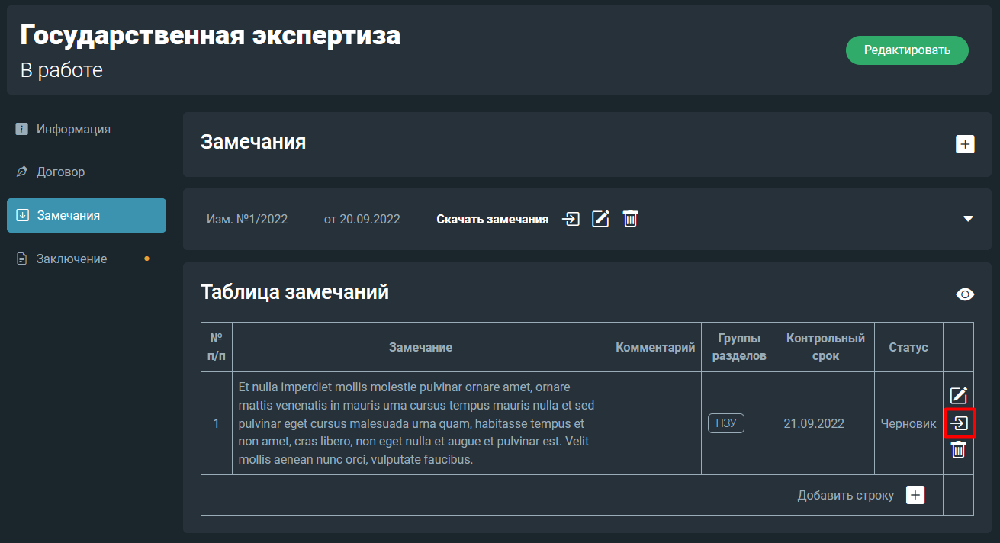 Государственная экспертиза
В работе
Редактировать
Информация
Договор
Замечания
Заключение
Замечания
Изм. №1/2022 от 20.09.2022 Скачать замечания
Таблица замечаний
№ п/п Замечание Комментарий Группы разделов Контрольный срок Статус
1
Et nulla imperdiet mollis molestie pulvinar ornare amet, ornare
mattis venenatis in mauris urna cursus tempus mauris nulla et sed
pulvinar eget cursus malesuada urna quam, habitasse tempus et
non amet, cras libero, non eget nulla et augue et pulvinar est. Velit
mollis aenean nunc orci, vulputate faucibus.
ПЗУ
21.09.2022
Черновик
Добавить строку